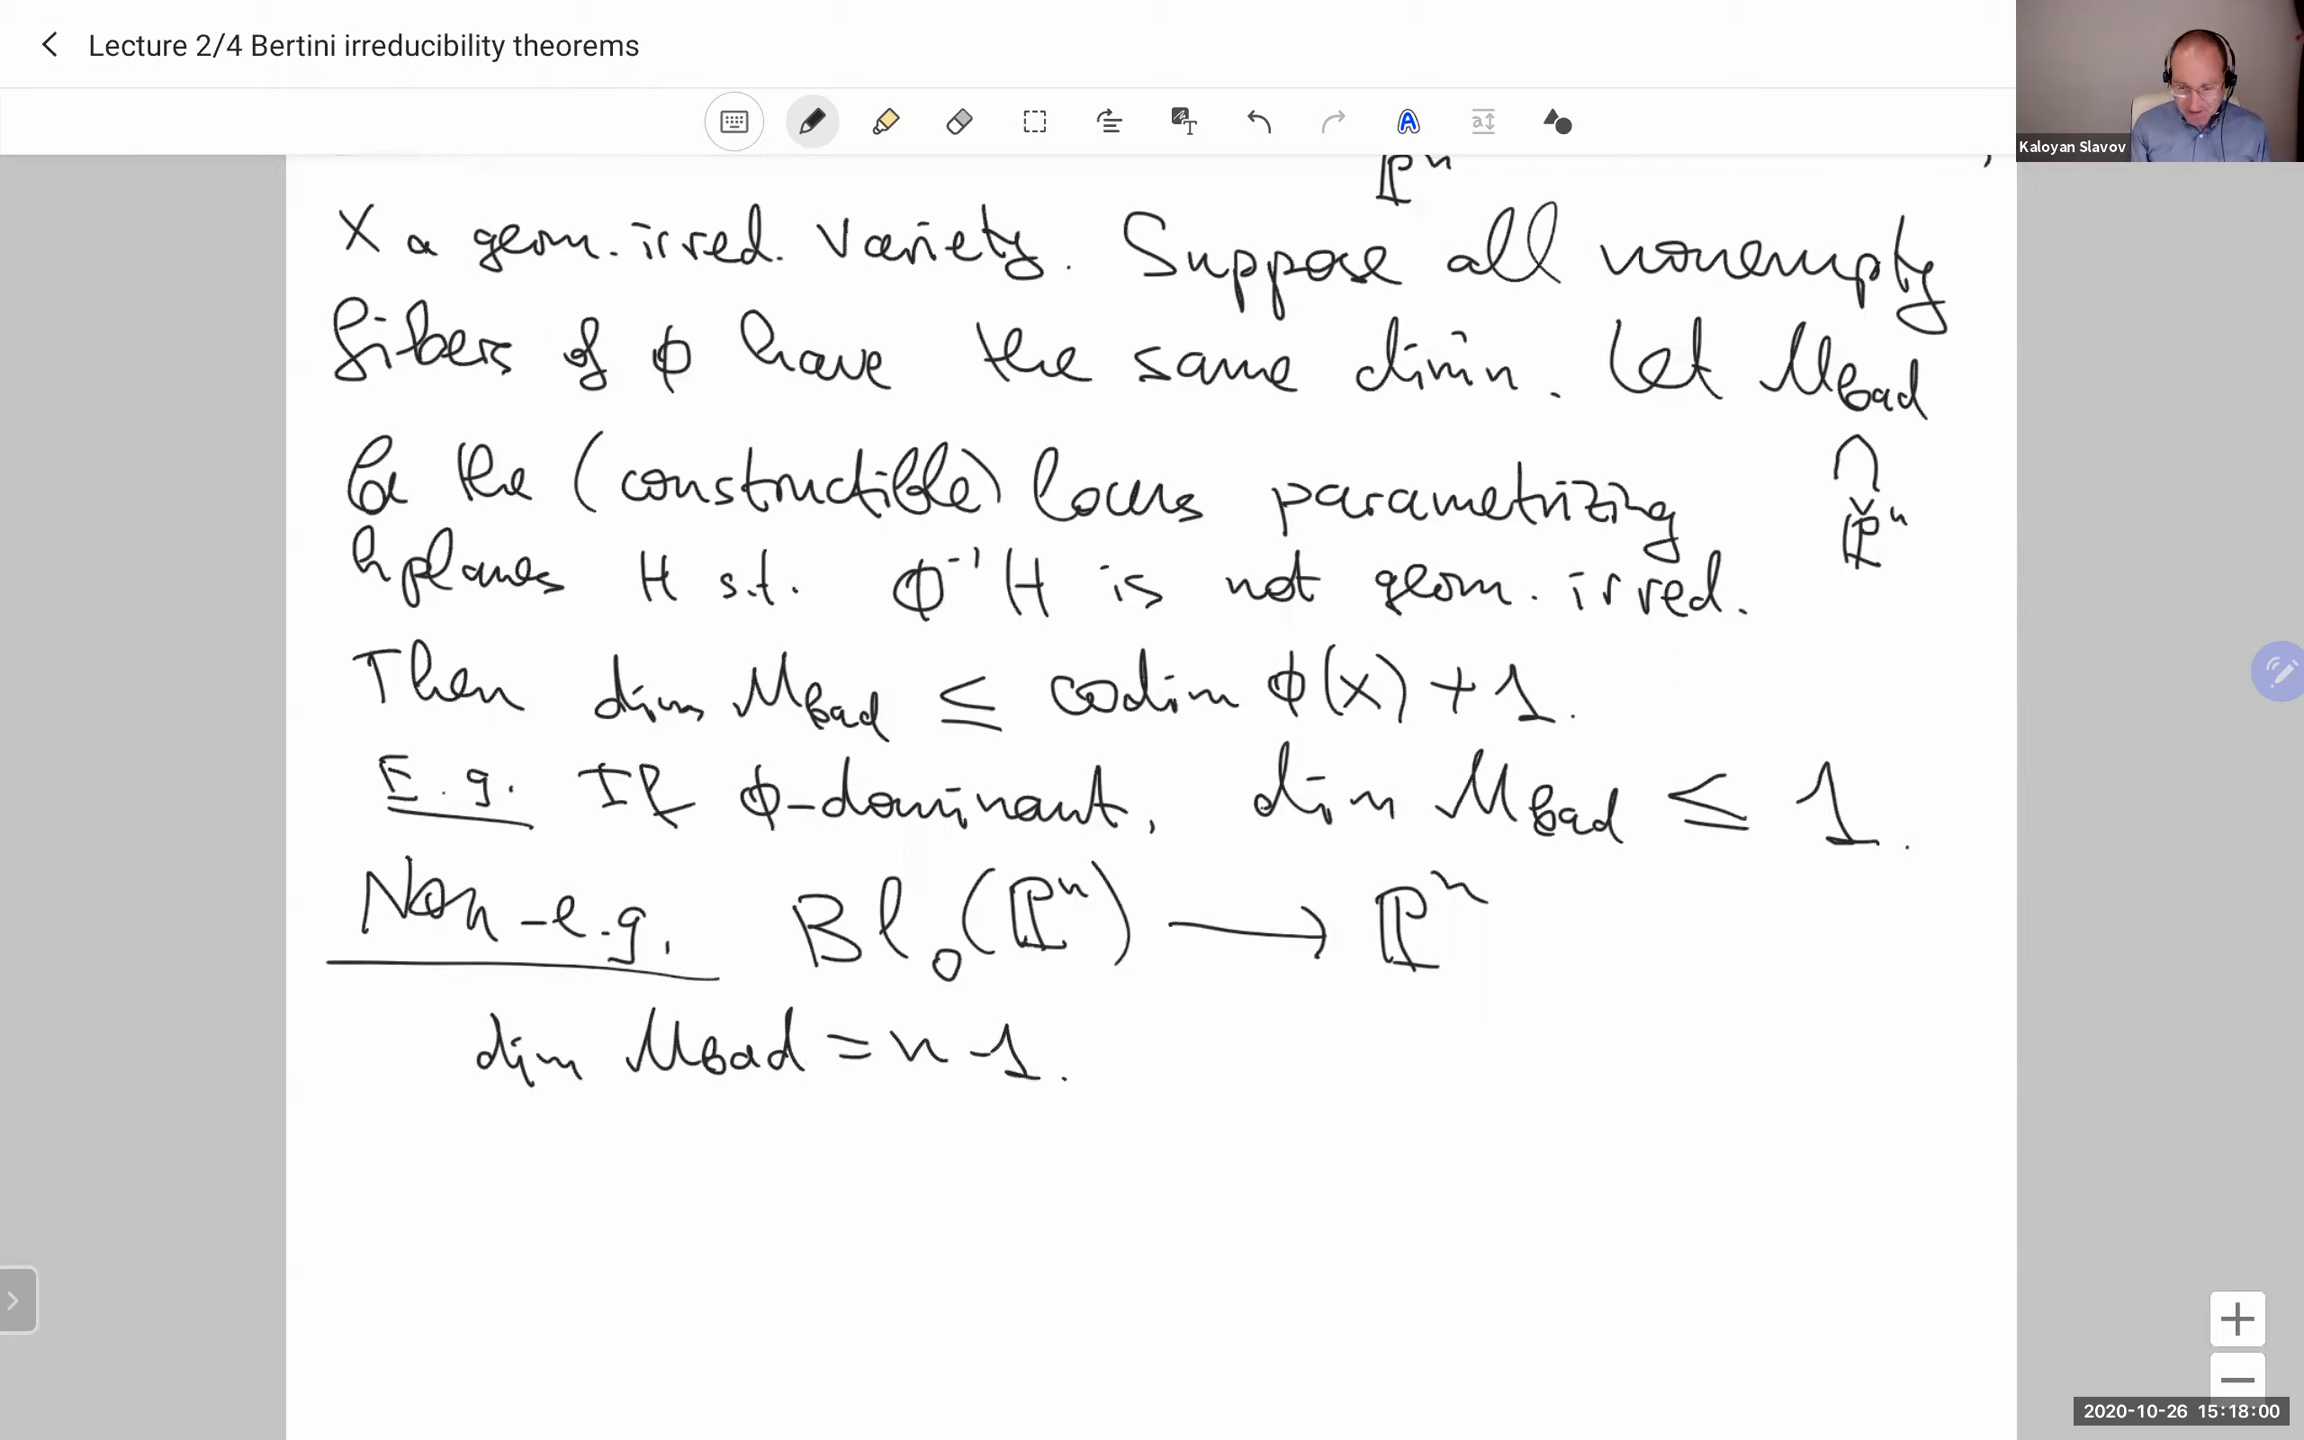 Lecture 2/4 Bertini irreducibility theorems
Kaloyan Slavov
ℙⁿ ,
X a geom. irred. variety. Suppose all nonempty
fibers of ϕ have the same dim'n. Let M_bad
be the (constructible) locus parametrizing ∩ ℙ̌ⁿ
hplanes H s.t. ϕ⁻¹H is not geom. irred.
Then dim M_bad ≤ codim ϕ(X) + 1.
E.g. If ϕ-dominant, dim M_bad ≤ 1.
Non-e.g. Bl₀(ℙⁿ) ⟶ ℙⁿ
dim M_bad = n-1.
2020-10-26 15:18:00